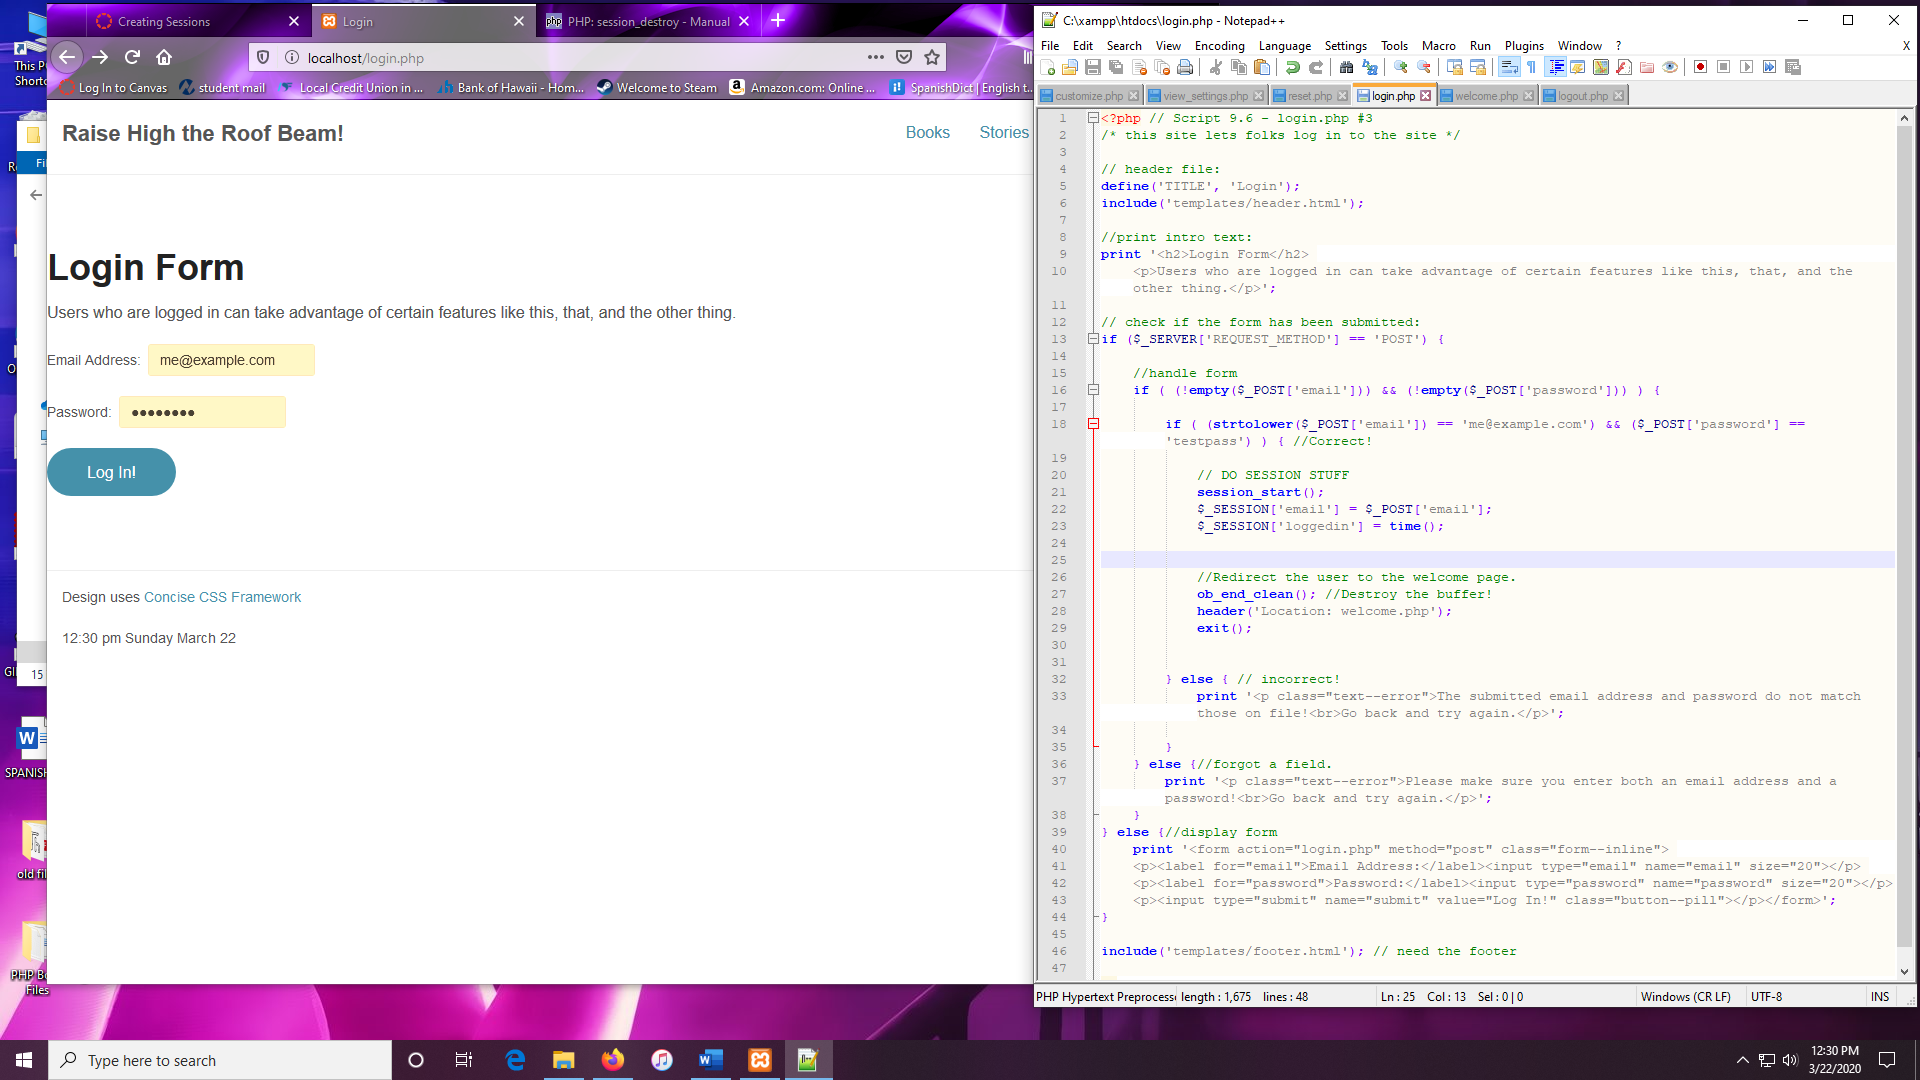 Creating Sessions
Login
PHP: session_destroy - Manual
localhost/login.php
Log In to Canvas
student mail
Local Credit Union in ...
Bank of Hawaii - Hom...
Welcome to Steam
Amazon.com: Online ...
SpanishDict | English t...
Raise High the Roof Beam!
Books
Stories
Login Form
Users who are logged in can take advantage of certain features like this, that, and the other thing.
Email Address: me@example.com
Password: ••••••••
Log In!
Design uses Concise CSS Framework
12:30 pm Sunday March 22
This P
Shortc
Fi
15
SPANISH
old fil
PHP Bo
Files
C:\xampp\htdocs\login.php - Notepad++
File Edit Search View Encoding Language Settings Tools Macro Run Plugins Window ? X
customize.php view_settings.php reset.php login.php welcome.php logout.php
1 <?php // Script 9.6 - login.php #3
2 /* this site lets folks log in to the site */
3
4 // header file:
5 define('TITLE', 'Login');
6 include('templates/header.html');
7
8 //print intro text:
9 print '<h2>Login Form</h2>
10 <p>Users who are logged in can take advantage of certain features like this, that, and the
other thing.</p>';
11
12 // check if the form has been submitted:
13 if ($_SERVER['REQUEST_METHOD'] == 'POST') {
14
15 //handle form
16 if ( (!empty($_POST['email'])) && (!empty($_POST['password'])) ) {
17
18 if ( (strtolower($_POST['email']) == 'me@example.com') && ($_POST['password'] ==
'testpass') ) { //Correct!
19
20 // DO SESSION STUFF
21 session_start();
22 $_SESSION['email'] = $_POST['email'];
23 $_SESSION['loggedin'] = time();
24
25
26 //Redirect the user to the welcome page.
27 ob_end_clean(); //Destroy the buffer!
28 header('Location: welcome.php');
29 exit();
30
31
32 } else { // incorrect!
33 print '<p class="text--error">The submitted email address and password do not match
those on file!<br>Go back and try again.</p>';
34
35 }
36 } else {//forgot a field.
37 print '<p class="text--error">Please make sure you enter both an email address and a
password!<br>Go back and try again.</p>';
38 }
39 } else {//display form
40 print '<form action="login.php" method="post" class="form--inline">
41 <p><label for="email">Email Address:</label><input type="email" name="email" size="20"></p>
42 <p><label for="password">Password:</label><input type="password" name="password" size="20"></p>
43 <p><input type="submit" name="submit" value="Log In!" class="button--pill"></p></form>';
44 }
45
46 include('templates/footer.html'); // need the footer
47
PHP Hypertext Preprocess length : 1,675 lines : 48 Ln : 25 Col : 13 Sel : 0 | 0 Windows (CR LF) UTF-8 INS
Type here to search
12:30 PM
3/22/2020